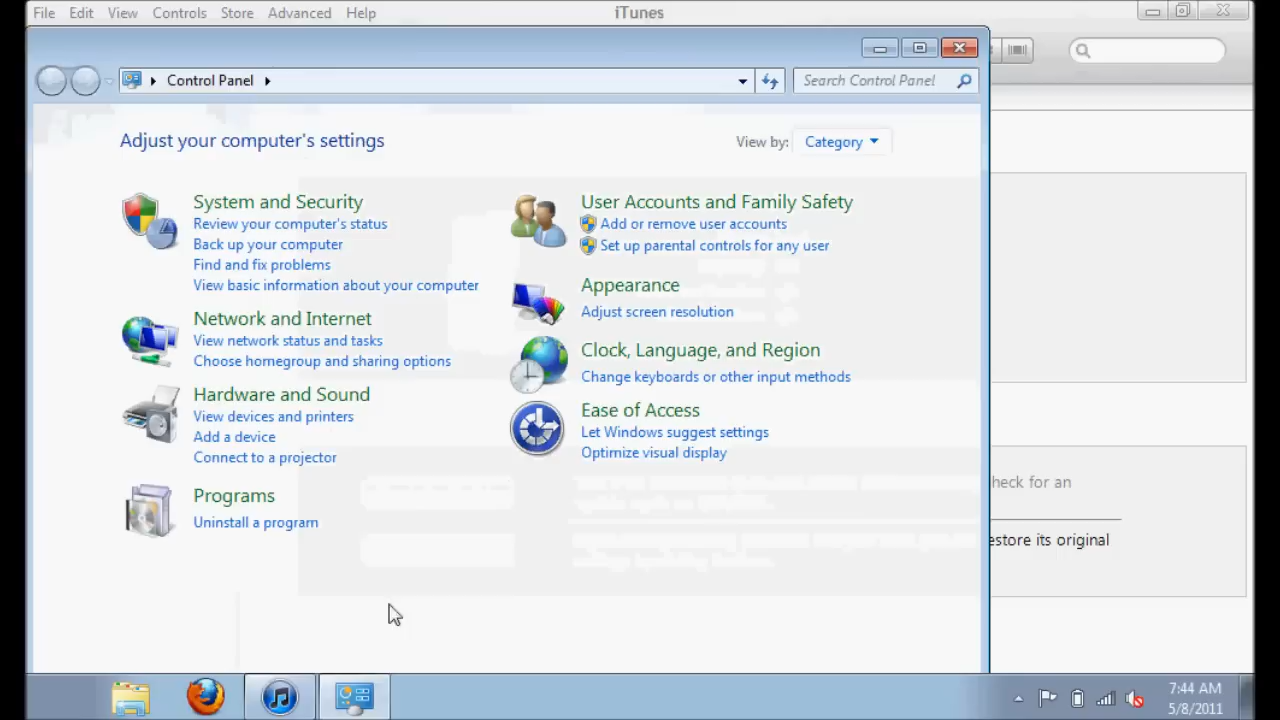 File Edit View Controls Store Advanced Help
iTunes
Control Panel
Search Control Panel
Adjust your computer's settings
View by: Category
System and Security
Review your computer's status
Back up your computer
Find and fix problems
View basic information about your computer
Network and Internet
View network status and tasks
Choose homegroup and sharing options
Hardware and Sound
View devices and printers
Add a device
Connect to a projector
Programs
Uninstall a program
User Accounts and Family Safety
Add or remove user accounts
Set up parental controls for any user
Appearance
Adjust screen resolution
Clock, Language, and Region
Change keyboards or other input methods
Ease of Access
Let Windows suggest settings
Optimize visual display
heck for an
estore its original
7:44 AM
5/8/2011